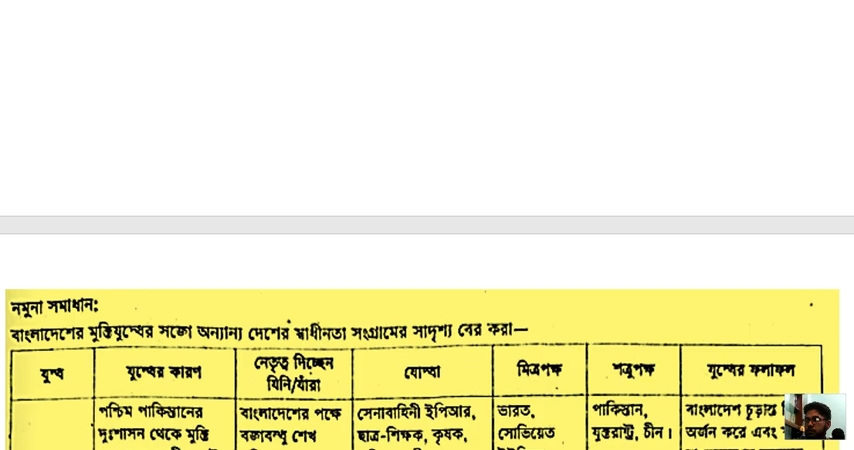 নমুনা সমাধান:
বাংলাদেশের মুক্তিযুদ্ধের সঙ্গে অন্যান্য দেশের স্বাধীনতা সংগ্রামের সাদৃশ্য বের করা—
যুদ্ধ
যুদ্ধের কারণ
নেতৃত্ব দিচ্ছেন
যিনি/যাঁরা
যোদ্ধা
মিত্রপক্ষ
শত্রুপক্ষ
যুদ্ধের ফলাফল
পশ্চিম পাকিস্তানের
দুঃশাসন থেকে মুক্তি
বাংলাদেশের পক্ষে
বঙ্গবন্ধু শেখ
সেনাবাহিনী ইপিআর,
ছাত্র-শিক্ষক, কৃষক,
ভারত,
সোভিয়েত
পাকিস্তান,
যুক্তরাষ্ট্র, চীন।
বাংলাদেশ চূড়ান্ত
অর্জন করে এবং